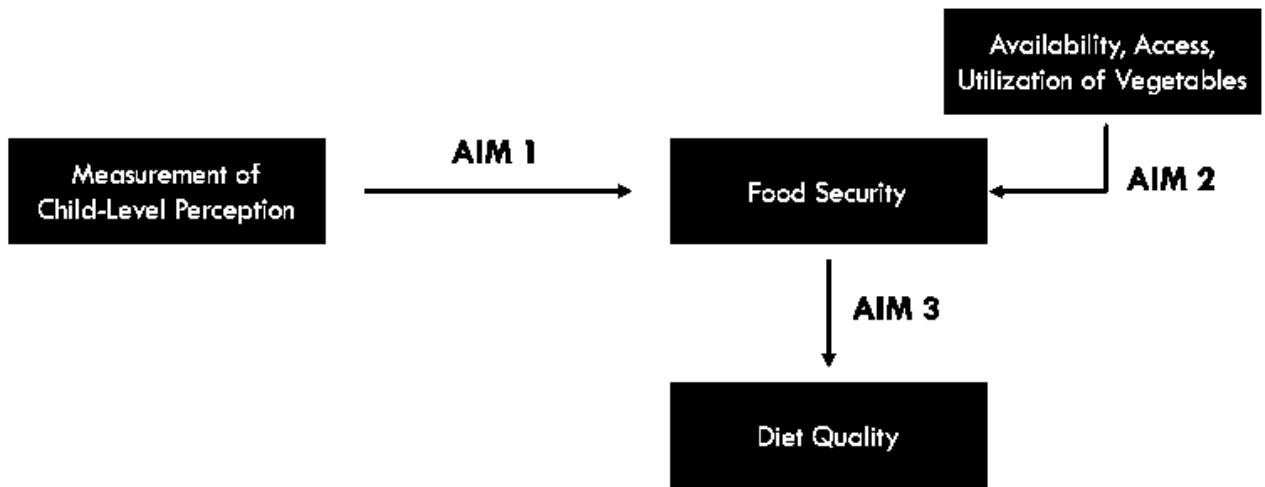 Availability, Access,
Utilization of Vegetables
AIM 1
Measurement of
Child-Level Perception
Food Security
AIM 2
AIM 3
Diet Quality